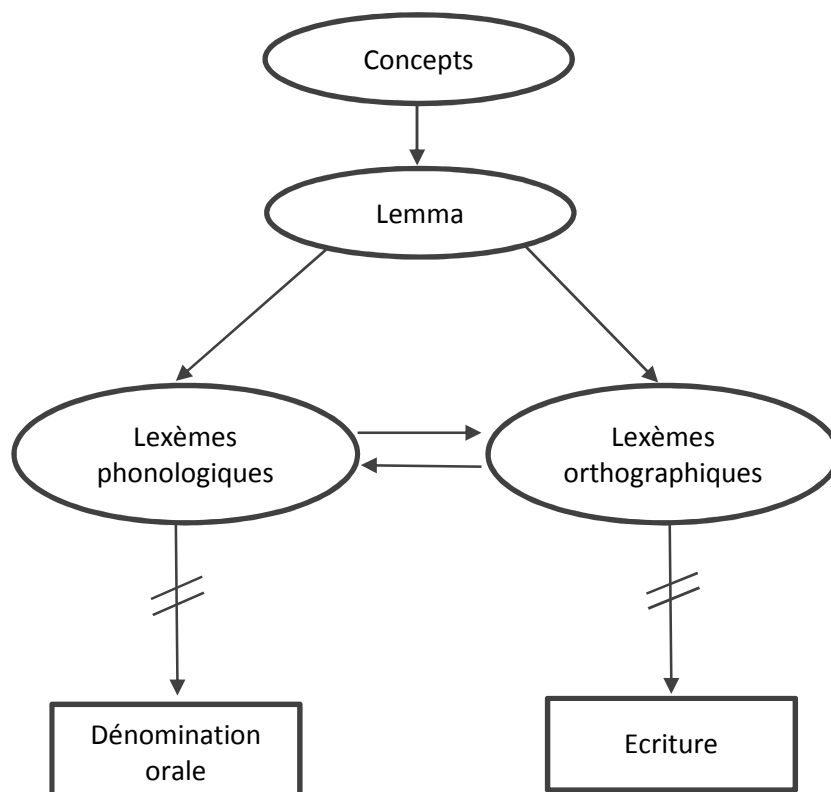 Concepts
Lemma
Lexèmes
phonologiques
Lexèmes
orthographiques
Dénomination
orale
Ecriture